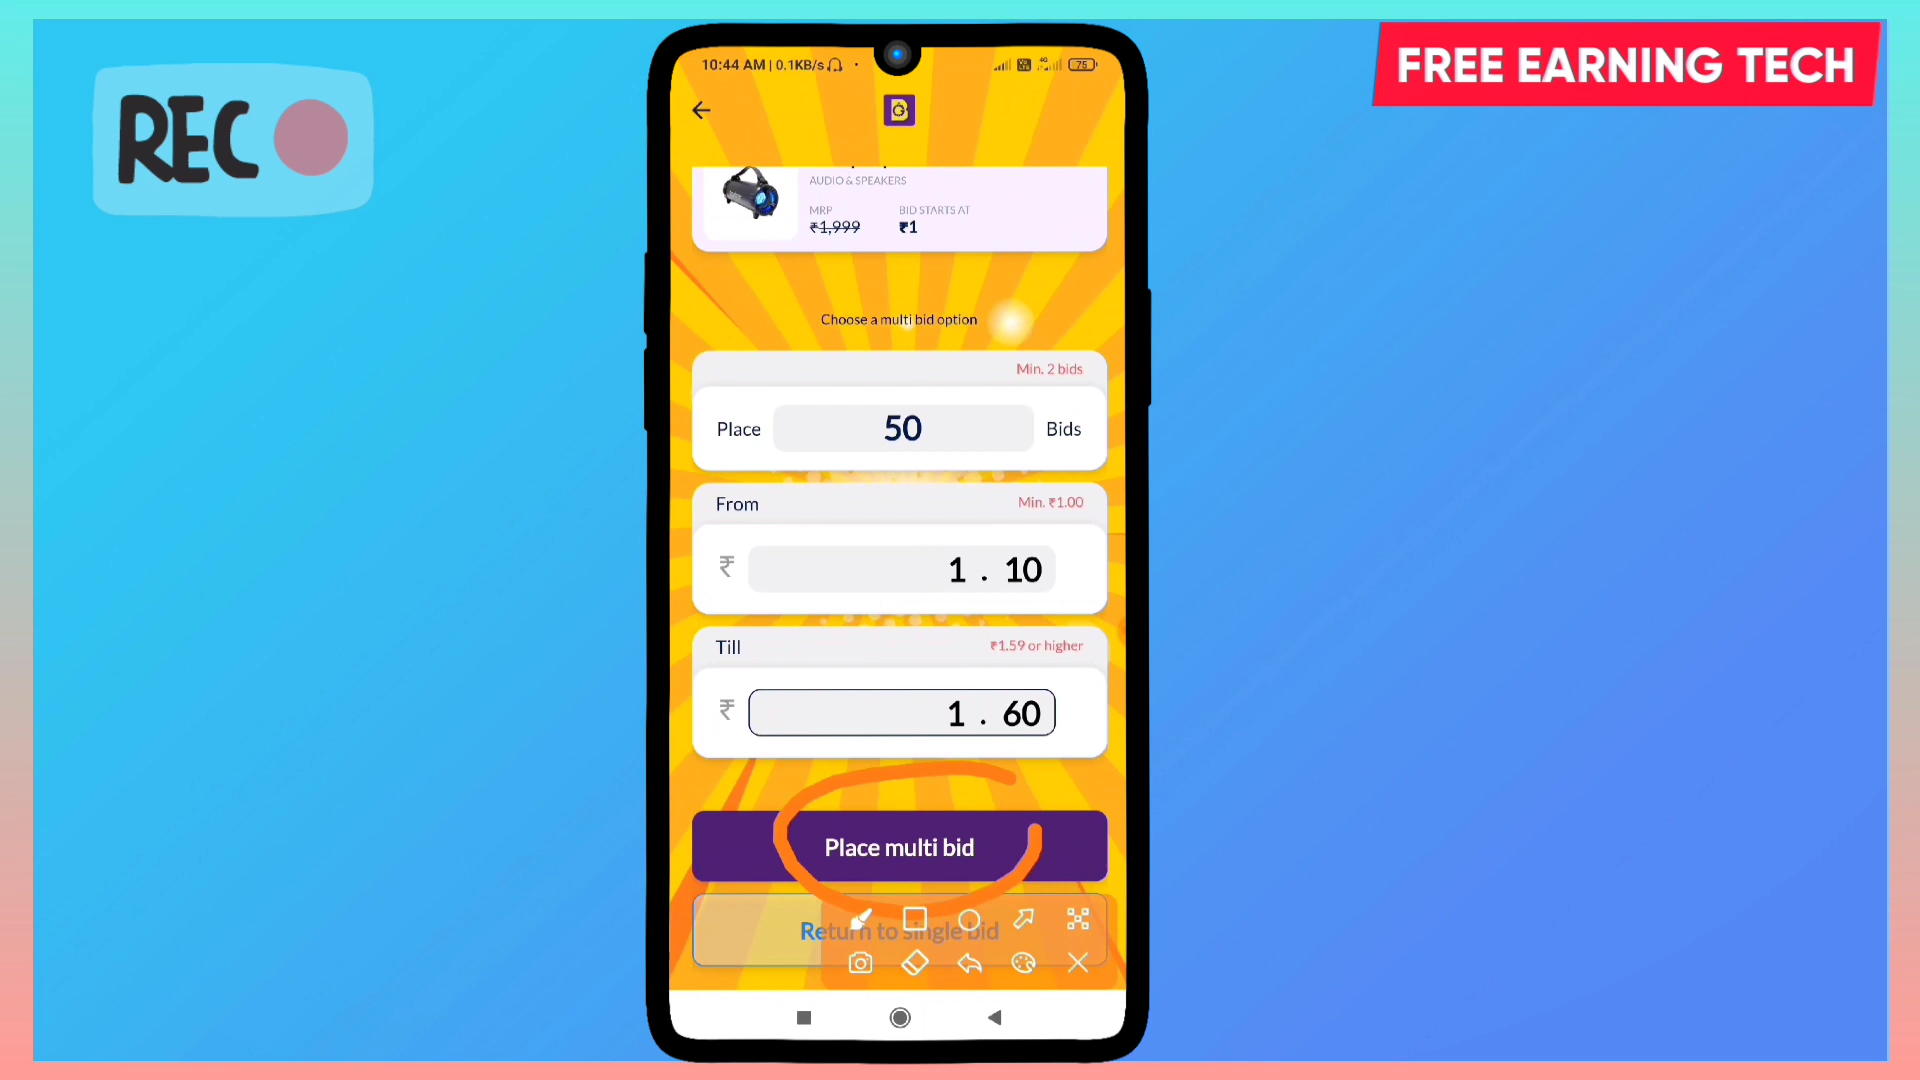 REC
FREE EARNING TECH
10:44 AM | 0.1KB/s
75
AUDIO & SPEAKERS
MRP
BID STARTS AT
₹1,999
₹1
Choose a multi bid option
Min. 2 bids
Place
50
Bids
From
Min. ₹1.00
₹
1 . 10
Till
₹1.59 or higher
₹
1 . 60
Place multi bid
Return to single bid